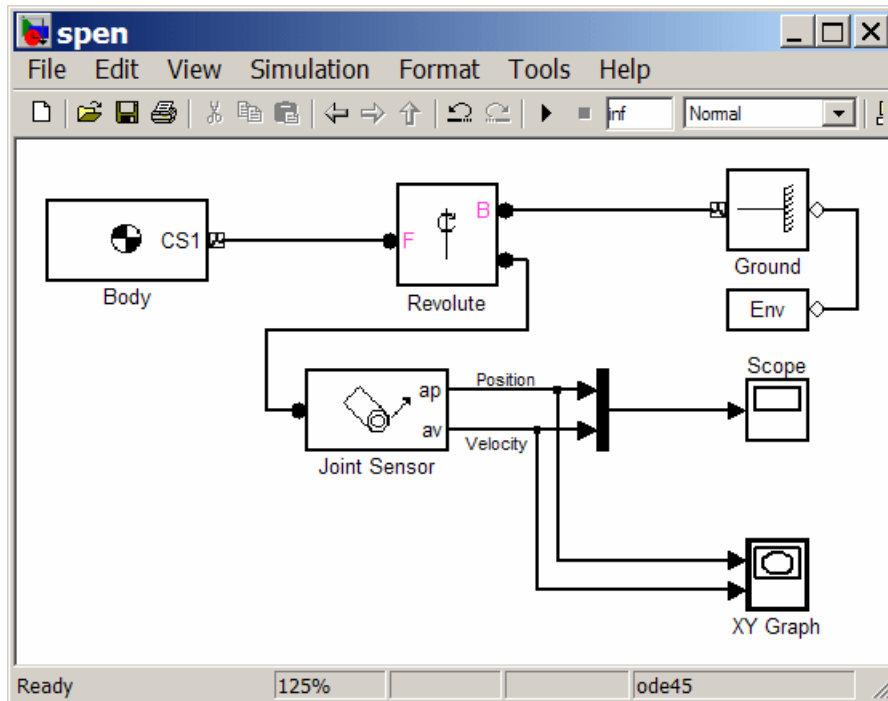 spen
File Edit View Simulation Format Tools Help
inf Normal
CS1
Body
F B
Revolute
Ground
Env
Scope
ap Position
av Velocity
Joint Sensor
XY Graph
Ready 125% ode45